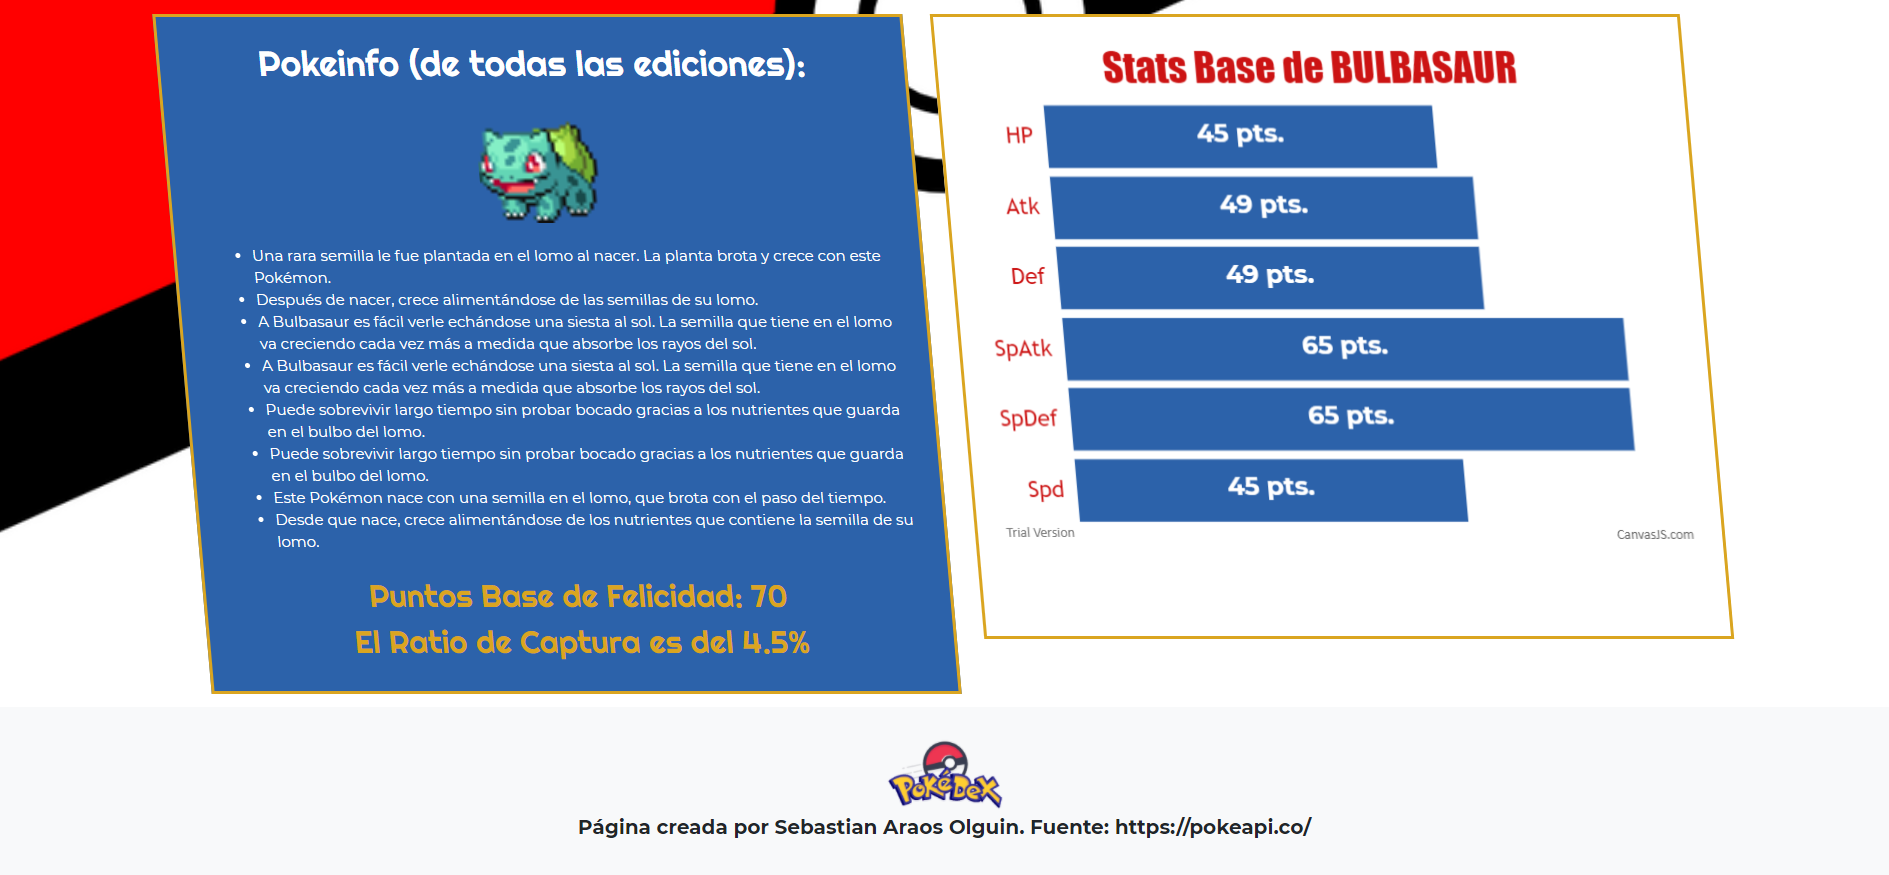 Pokeinfo (de todas las ediciones):
Una rara semilla le fue plantada en el lomo al nacer. La planta brota y crece con este
Pokémon.
Después de nacer, crece alimentándose de las semillas de su lomo.
A Bulbasaur es fácil verle echándose una siesta al sol. La semilla que tiene en el lomo
va creciendo cada vez más a medida que absorbe los rayos del sol.
A Bulbasaur es fácil verle echándose una siesta al sol. La semilla que tiene en el lomo
va creciendo cada vez más a medida que absorbe los rayos del sol.
Puede sobrevivir largo tiempo sin probar bocado gracias a los nutrientes que guarda
en el bulbo del lomo.
Puede sobrevivir largo tiempo sin probar bocado gracias a los nutrientes que guarda
en el bulbo del lomo.
Este Pokémon nace con una semilla en el lomo, que brota con el paso del tiempo.
Desde que nace, crece alimentándose de los nutrientes que contiene la semilla de su
lomo.
Puntos Base de Felicidad: 70
El Ratio de Captura es del 4.5%
Stats Base de BULBASAUR
HP 45 pts.
Atk 49 pts.
Def 49 pts.
SpAtk 65 pts.
SpDef 65 pts.
Spd 45 pts.
Trial Version
CanvasJS.com
PoKéDeX
Página creada por Sebastian Araos Olguin. Fuente: https://pokeapi.co/